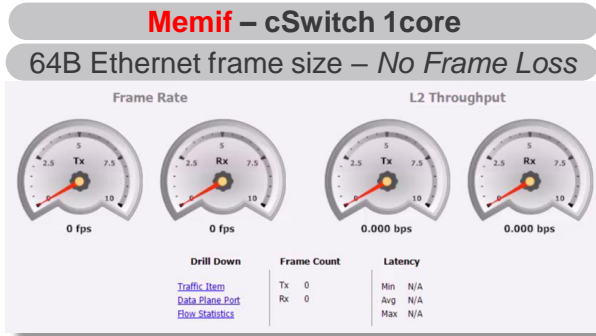 Memif – cSwitch 1core
64B Ethernet frame size – No Frame Loss
Frame Rate
L2 Throughput
5 5 5 5
2.5 Tx 7.5 2.5 Rx 7.5 2.5 Tx 7.5 2.5 Rx 7.5
0 10 0 10 0 10 0 10
0 fps 0 fps 0.000 bps 0.000 bps
Drill Down Frame Count Latency
Traffic Item Tx 0 Min N/A
Data Plane Port Rx 0 Avg N/A
Flow Statistics Max N/A